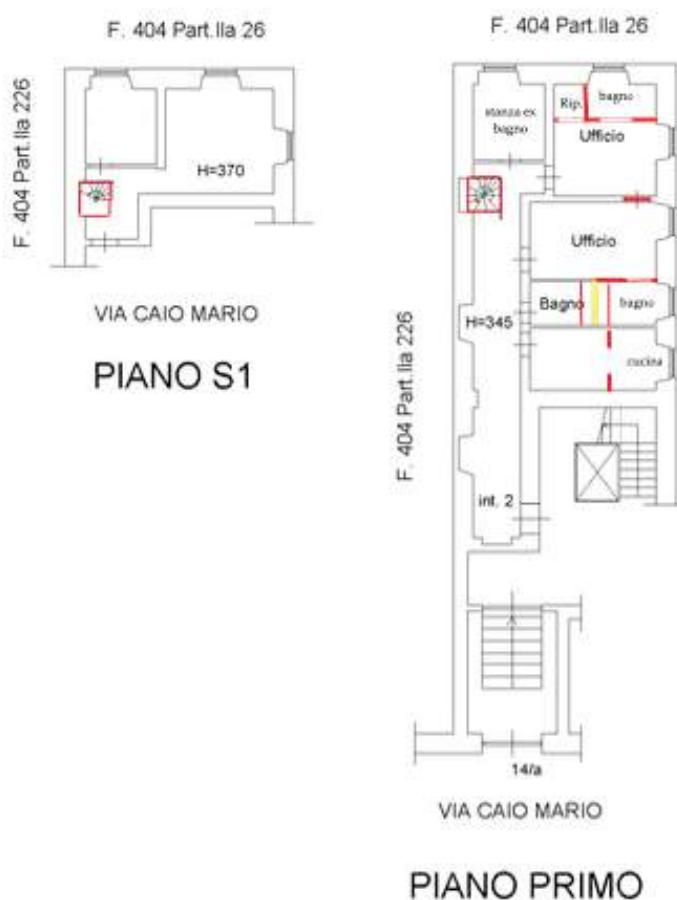 F. 404 Part.lla 26
F. 404 Part.lla 226
H=370
VIA CAIO MARIO
PIANO S1
F. 404 Part.lla 26
stanza ex
bagno
Rip.
bagno
Ufficio
Ufficio
Bagno
bagno
H=345
cucina
F. 404 Part.lla 226
int. 2
14/a
VIA CAIO MARIO
PIANO PRIMO